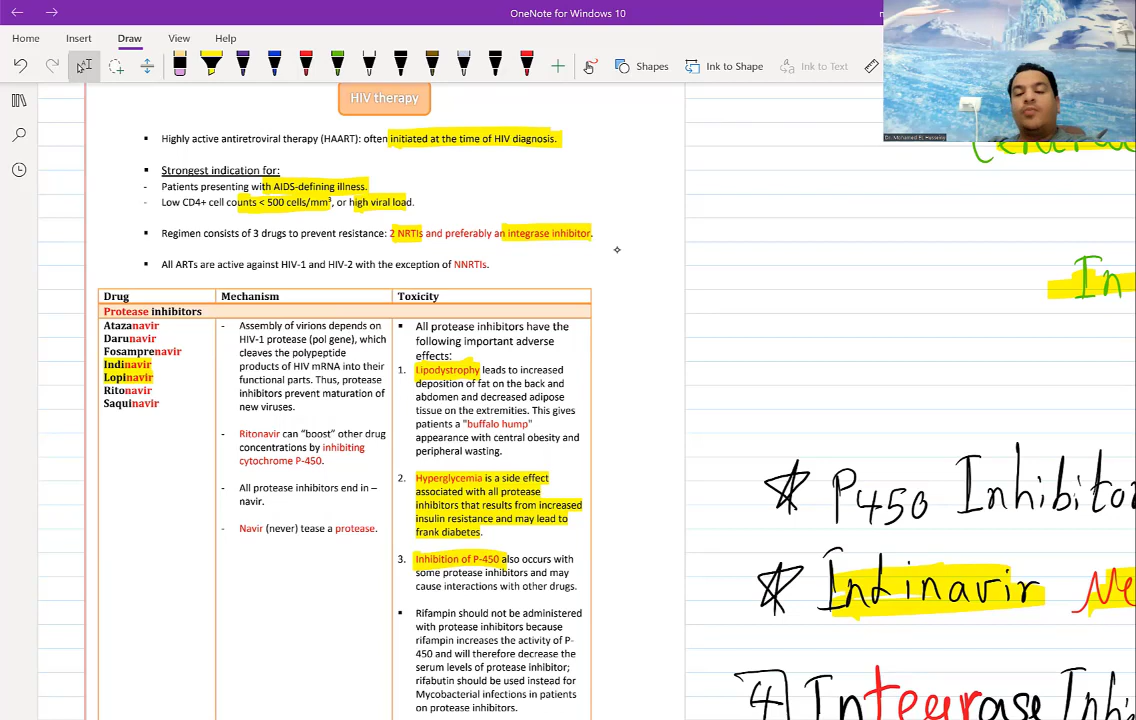 OneNote for Windows 10
Home Insert Draw View Help
Shapes Ink to Shape Ink to Text
Dr. Mohamed EL Husseiny
HIV therapy
▪ Highly active antiretroviral therapy (HAART): often initiated at the time of HIV diagnosis.
▪ Strongest indication for:
- Patients presenting with AIDS-defining illness.
- Low CD4+ cell counts < 500 cells/mm³, or high viral load.
▪ Regimen consists of 3 drugs to prevent resistance: 2 NRTIs and preferably an integrase inhibitor.
▪ All ARTs are active against HIV-1 and HIV-2 with the exception of NNRTIs.
Drug Mechanism Toxicity
Protease inhibitors
Atazanavir
Darunavir
Fosamprenavir
Indinavir
Lopinavir
Ritonavir
Saquinavir
- Assembly of virions depends on
HIV-1 protease (pol gene), which
cleaves the polypeptide
products of HIV mRNA into their
functional parts. Thus, protease
inhibitors prevent maturation of
new viruses.
- Ritonavir can “boost” other drug
concentrations by inhibiting
cytochrome P-450.
- All protease inhibitors end in –
navir.
- Navir (never) tease a protease.
▪ All protease inhibitors have the
following important adverse
effects:
1. Lipodystrophy leads to increased
deposition of fat on the back and
abdomen and decreased adipose
tissue on the extremities. This gives
patients a "buffalo hump"
appearance with central obesity and
peripheral wasting.
2. Hyperglycemia is a side effect
associated with all protease
inhibitors that results from increased
insulin resistance and may lead to
frank diabetes.
3. Inhibition of P-450 also occurs with
some protease inhibitors and may
cause interactions with other drugs.
▪ Rifampin should not be administered
with protease inhibitors because
rifampin increases the activity of P-
450 and will therefore decrease the
serum levels of protease inhibitor;
rifabutin should be used instead for
Mycobacterial infections in patients
on protease inhibitors.
In
P450 Inhibitor
Indinavir Ne
4 Integrase Inhib